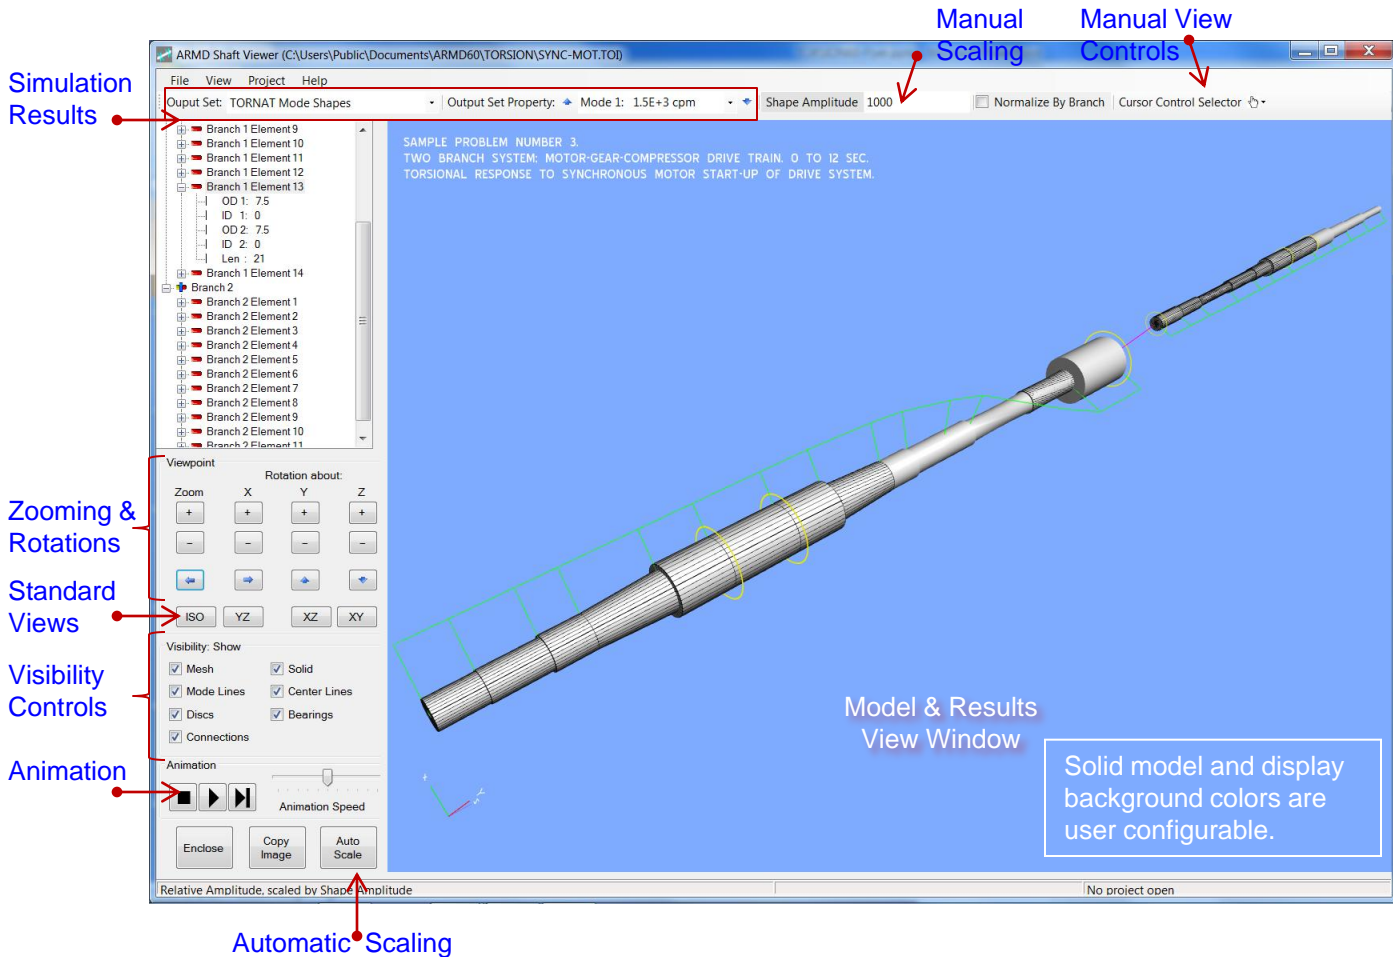 Manual
Scaling
Manual View
Controls
ARMD Shaft Viewer (C:\Users\Public\Documents\ARMD60\TORSION\SYNC-MOT.TOI)
File View Project Help
Simulation
Results
Ouput Set: TORNAT Mode Shapes Output Set Property: Mode 1: 1.5E+3 cpm Shape Amplitude 1000 Normalize By Branch Cursor Control Selector
Branch 1 Element 9
Branch 1 Element 10
Branch 1 Element 11
Branch 1 Element 12
Branch 1 Element 13
OD 1: 7.5
ID 1: 0
OD 2: 7.5
ID 2: 0
Len : 21
Branch 1 Element 14
Branch 2
Branch 2 Element 1
Branch 2 Element 2
Branch 2 Element 3
Branch 2 Element 4
Branch 2 Element 5
Branch 2 Element 6
Branch 2 Element 7
Branch 2 Element 8
Branch 2 Element 9
Branch 2 Element 10
Branch 2 Element 11
SAMPLE PROBLEM NUMBER 3.
TWO BRANCH SYSTEM: MOTOR-GEAR-COMPRESSOR DRIVE TRAIN. 0 TO 12 SEC.
TORSIONAL RESPONSE TO SYNCHRONOUS MOTOR START-UP OF DRIVE SYSTEM.
Viewpoint
Rotation about:
Zoom X Y Z
+ + + +
- - - -
Zooming &
Rotations
Standard
Views
ISO YZ XZ XY
Visibility: Show
Mesh Solid
Mode Lines Center Lines
Discs Bearings
Connections
Visibility
Controls
Animation
Animation
Animation Speed
Enclose
Copy
Image
Auto
Scale
Model & Results
View Window
Solid model and display
background colors are
user configurable.
Relative Amplitude, scaled by Shape Amplitude
No project open
Automatic Scaling